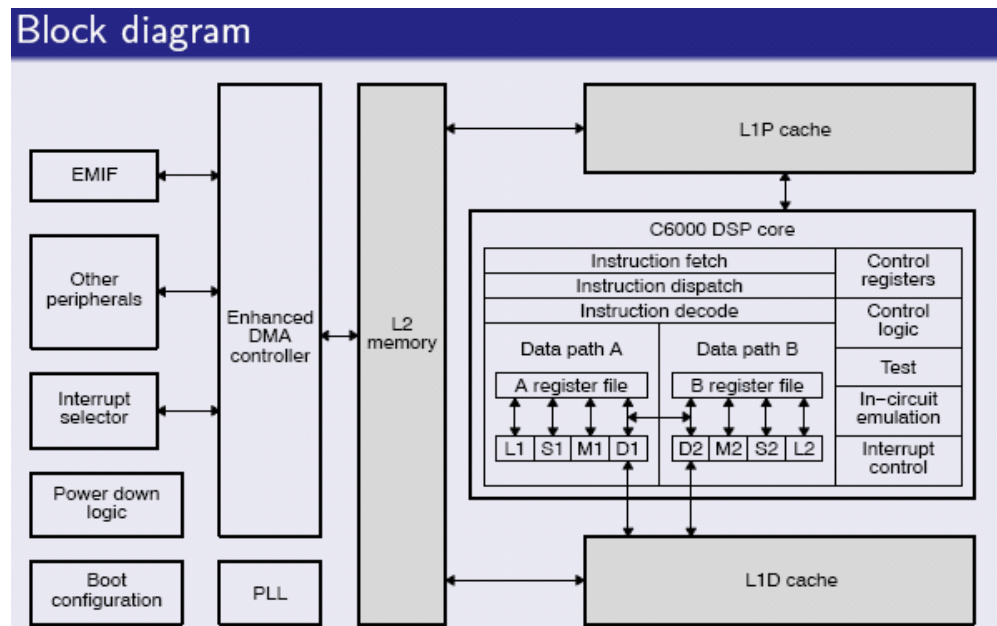 Block diagram
L1P cache
EMIF
C6000 DSP core
Instruction fetch
Instruction dispatch
Instruction decode
Control
registers
Control
logic
Test
In-circuit
emulation
Interrupt
control
Data path A
Data path B
A register file
B register file
L1 S1 M1 D1
D2 M2 S2 L2
Other
peripherals
Enhanced
DMA
controller
L2
memory
Interrupt
selector
Power down
logic
Boot
configuration
PLL
L1D cache